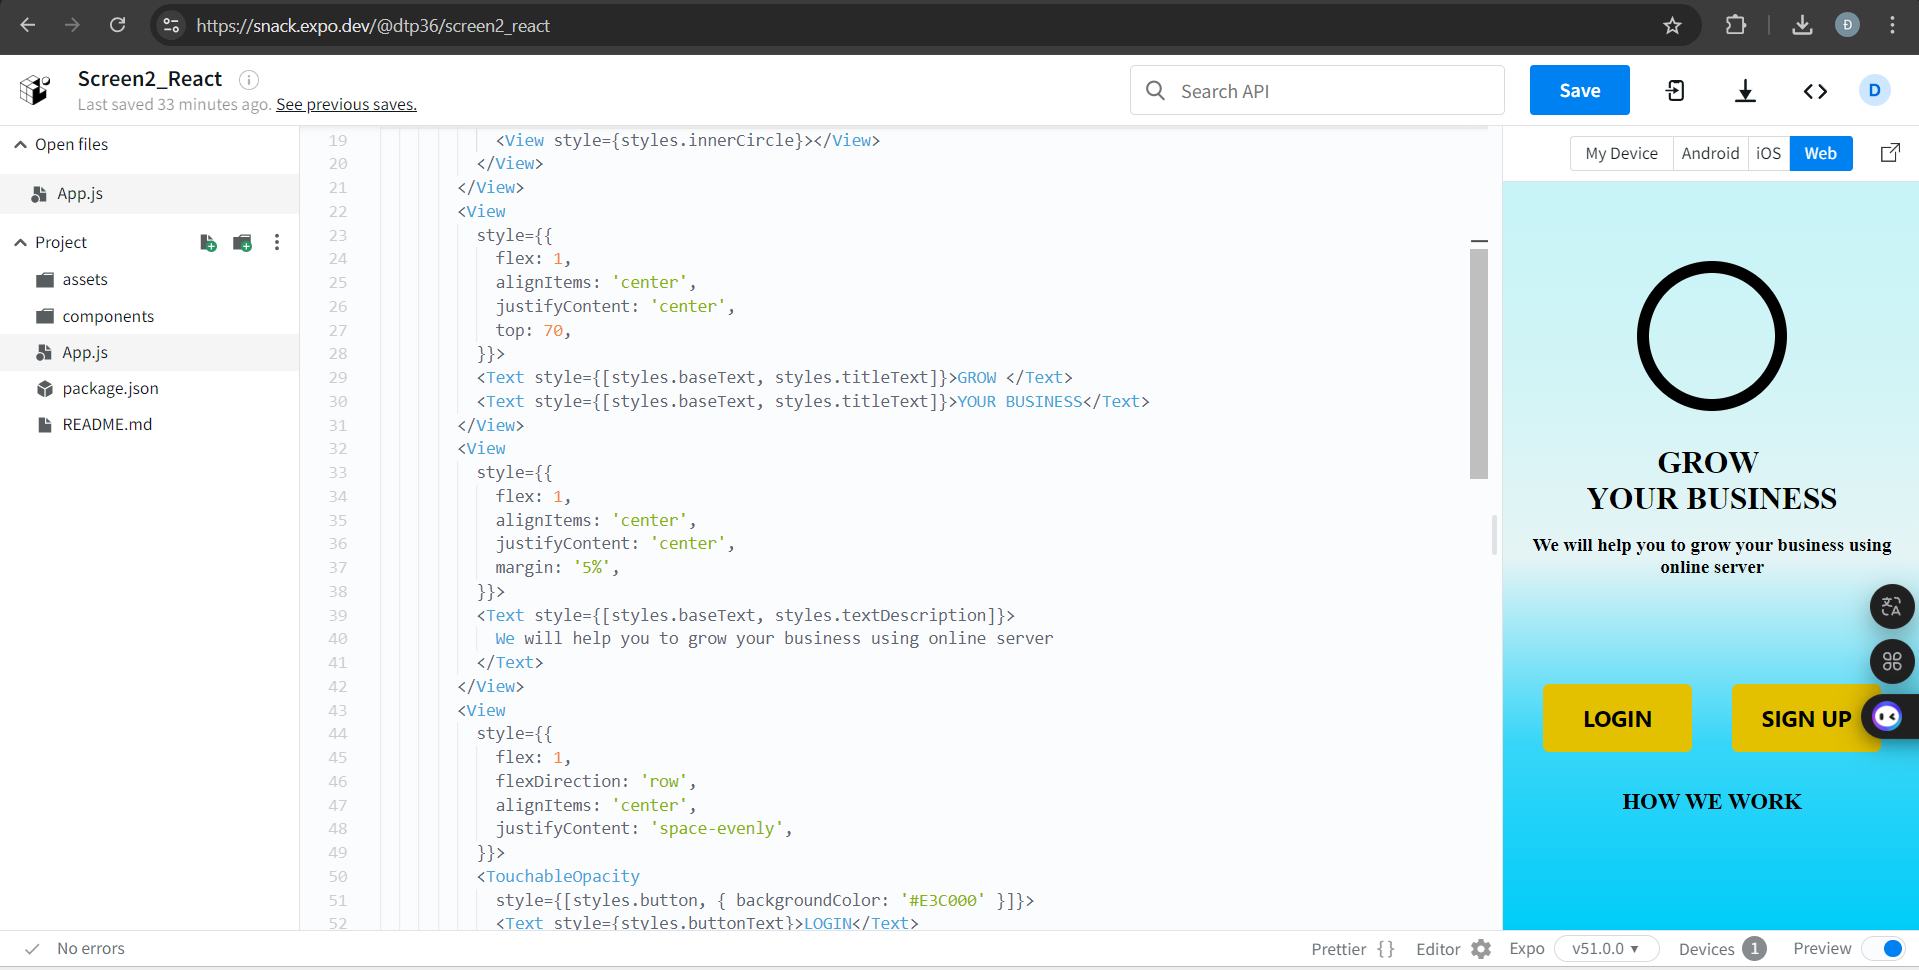 https://snack.expo.dev/@dtp36/screen2_react
Đ
Screen2_React
Last saved 33 minutes ago. See previous saves.
Search API
Save
D
Open files
App.js
Project
assets
components
App.js
package.json
README.md
19 <View style={styles.innerCircle}></View>
20 </View>
21 </View>
22 <View
23 style={{
24 flex: 1,
25 alignItems: 'center',
26 justifyContent: 'center',
27 top: 70,
28 }}>
29 <Text style={[styles.baseText, styles.titleText]}>GROW </Text>
30 <Text style={[styles.baseText, styles.titleText]}>YOUR BUSINESS</Text>
31 </View>
32 <View
33 style={{
34 flex: 1,
35 alignItems: 'center',
36 justifyContent: 'center',
37 margin: '5%',
38 }}>
39 <Text style={[styles.baseText, styles.textDescription]}>
40 We will help you to grow your business using online server
41 </Text>
42 </View>
43 <View
44 style={{
45 flex: 1,
46 flexDirection: 'row',
47 alignItems: 'center',
48 justifyContent: 'space-evenly',
49 }}>
50 <TouchableOpacity
51 style={[styles.button, { backgroundColor: '#E3C000' }]}>
52 <Text style={styles.buttonText}>LOGIN</Text>
My Device Android iOS Web
GROW
YOUR BUSINESS
We will help you to grow your business using
online server
LOGIN SIGN UP
HOW WE WORK
No errors
Prettier {} Editor Expo v51.0.0 Devices 1 Preview